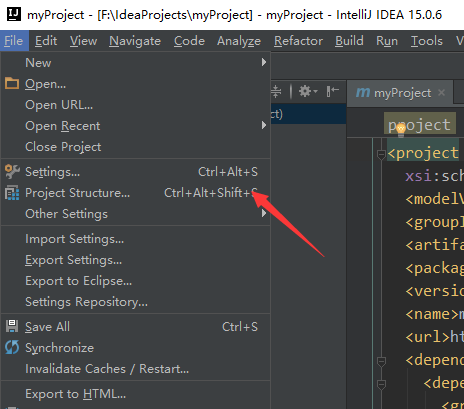 IJ myProject - [F:\IdeaProjects\myProject] - myProject - IntelliJ IDEA 15.0.6
File Edit View Navigate Code Analyze Refactor Build Run T
New
Open...
Open URL...
Open Recent
Close Project
Settings... Ctrl+Alt+S
Project Structure... Ctrl+Alt+Shift+S
Other Settings
Import Settings...
Export Settings...
Export to Eclipse...
Settings Repository...
Save All Ctrl+S
Synchronize
Invalidate Caches / Restart...
Export to HTML...
ct)
m myProject ×
project
<project
xsi:sch
<modelV
<groupI
<artifa
<packag
<versio
<name>m
<url>ht
<depend
<depe
<gr